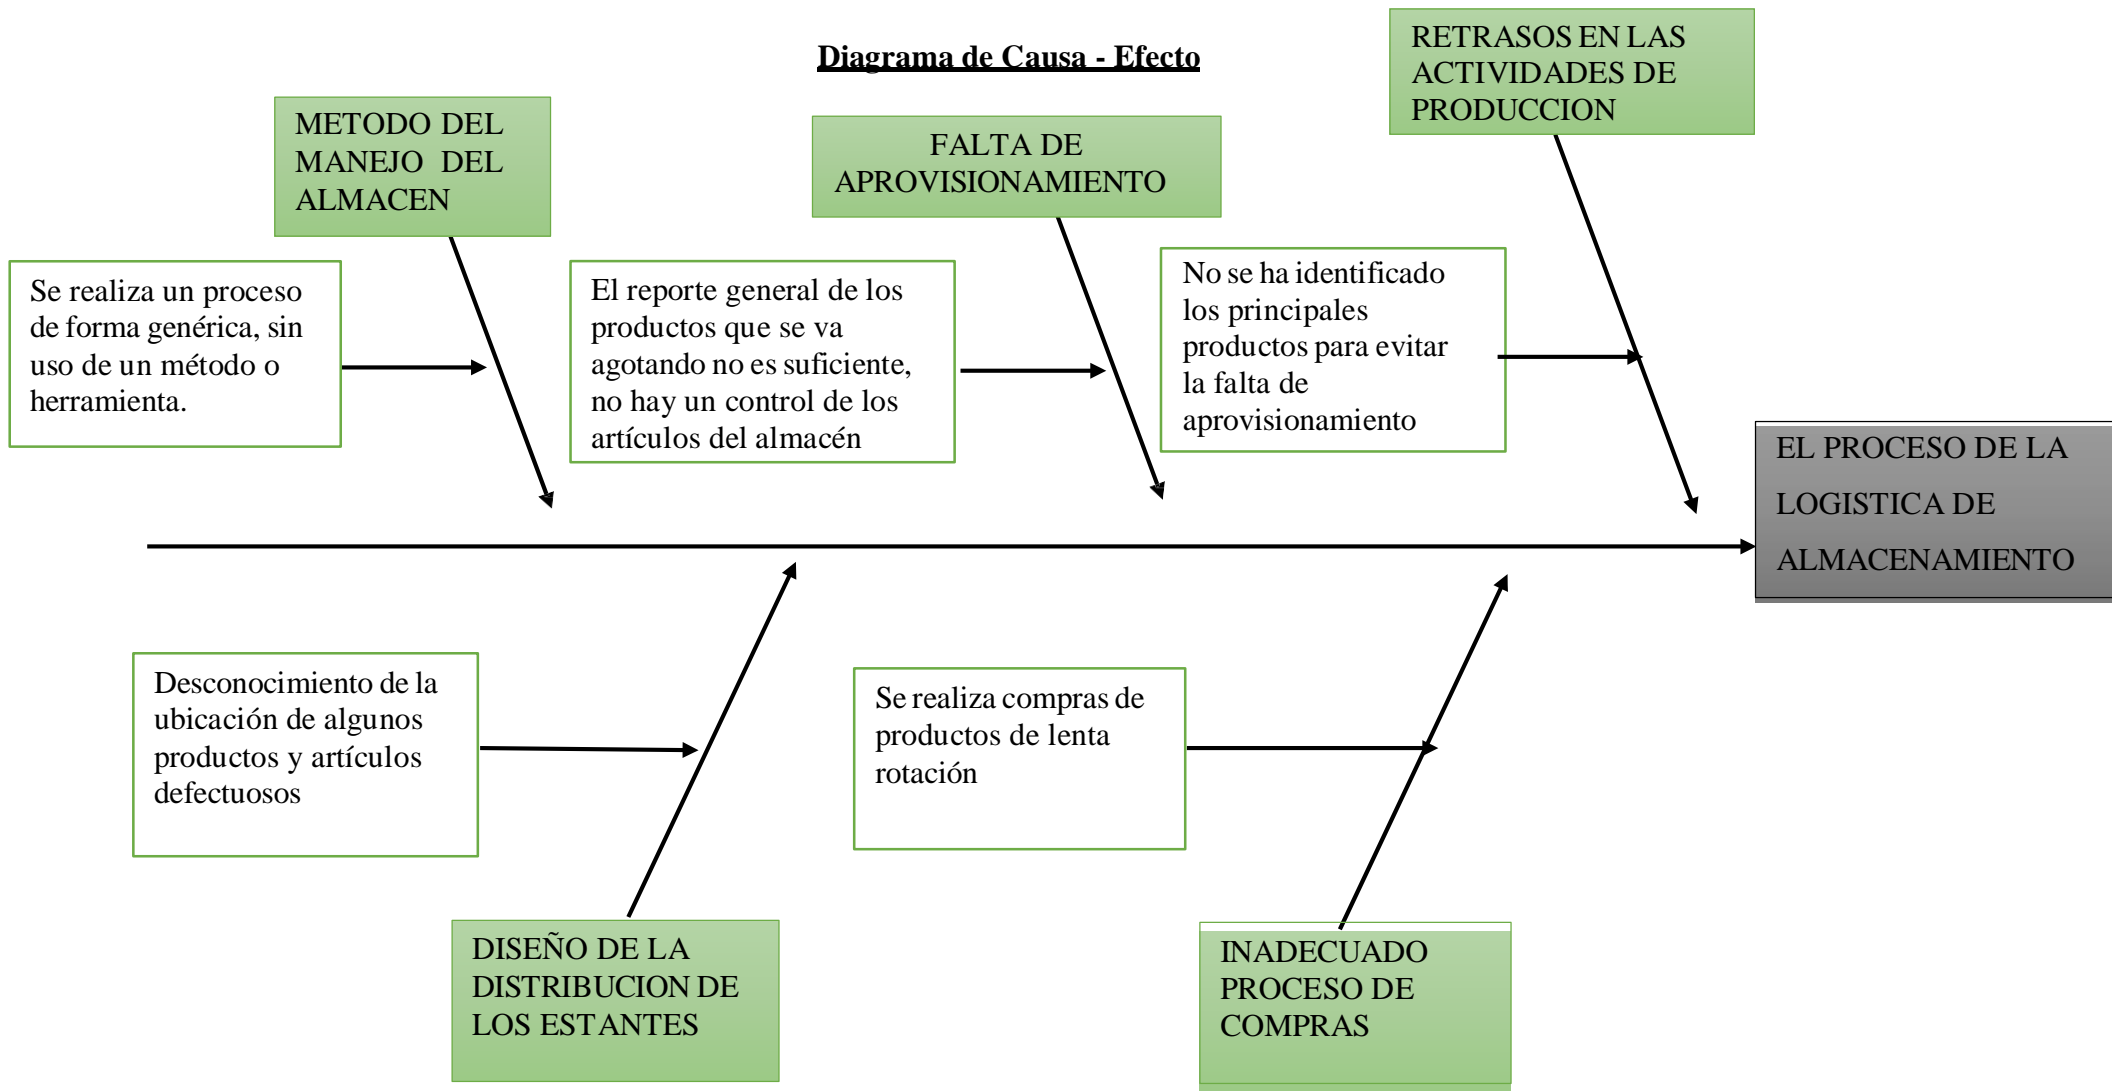 Diagrama de Causa - Efecto
RETRASOS EN LAS
ACTIVIDADES DE
PRODUCCION
METODO DEL
MANEJO DEL
ALMACEN
FALTA DE
APROVISIONAMIENTO
Se realiza un proceso
de forma genérica, sin
uso de un método o
herramienta.
El reporte general de los
productos que se va
agotando no es suficiente,
no hay un control de los
artículos del almacén
No se ha identificado
los principales
productos para evitar
la falta de
aprovisionamiento
EL PROCESO DE LA
LOGISTICA DE
ALMACENAMIENTO
Desconocimiento de la
ubicación de algunos
productos y artículos
defectuosos
Se realiza compras de
productos de lenta
rotación
DISEÑO DE LA
DISTRIBUCION DE
LOS ESTANTES
INADECUADO
PROCESO DE
COMPRAS